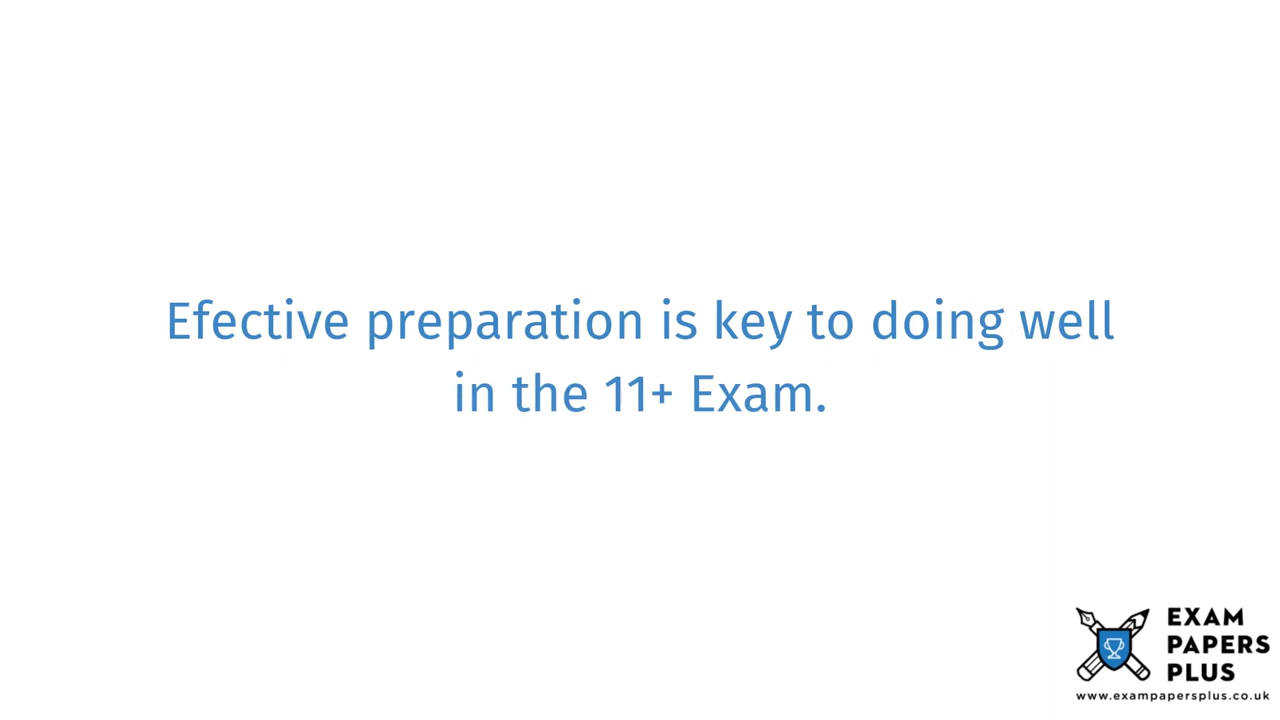 Efective preparation is key to doing well
in the 11+ Exam.
EXAM
PAPERS
PLUS
www.exampapersplus.co.uk